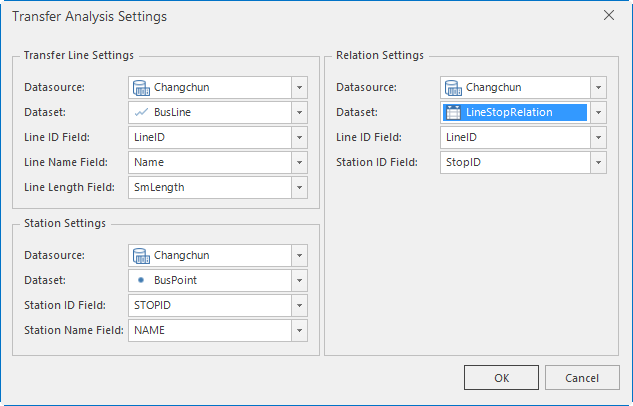 Transfer Analysis Settings
Transfer Line Settings
Datasource: Changchun
Dataset: BusLine
Line ID Field: LineID
Line Name Field: Name
Line Length Field: SmLength
Station Settings
Datasource: Changchun
Dataset: BusPoint
Station ID Field: STOPID
Station Name Field: NAME
Relation Settings
Datasource: Changchun
Dataset: LineStopRelation
Line ID Field: LineID
Station ID Field: StopID
OK Cancel